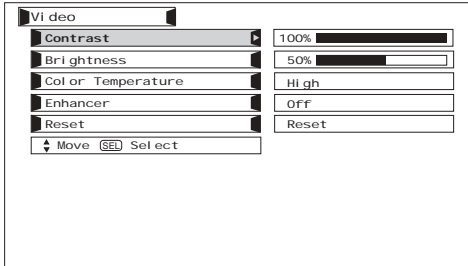 Video
Contrast 100%
Brightness 50%
Color Temperature High
Enhancer Off
Reset Reset
Move SEL Select